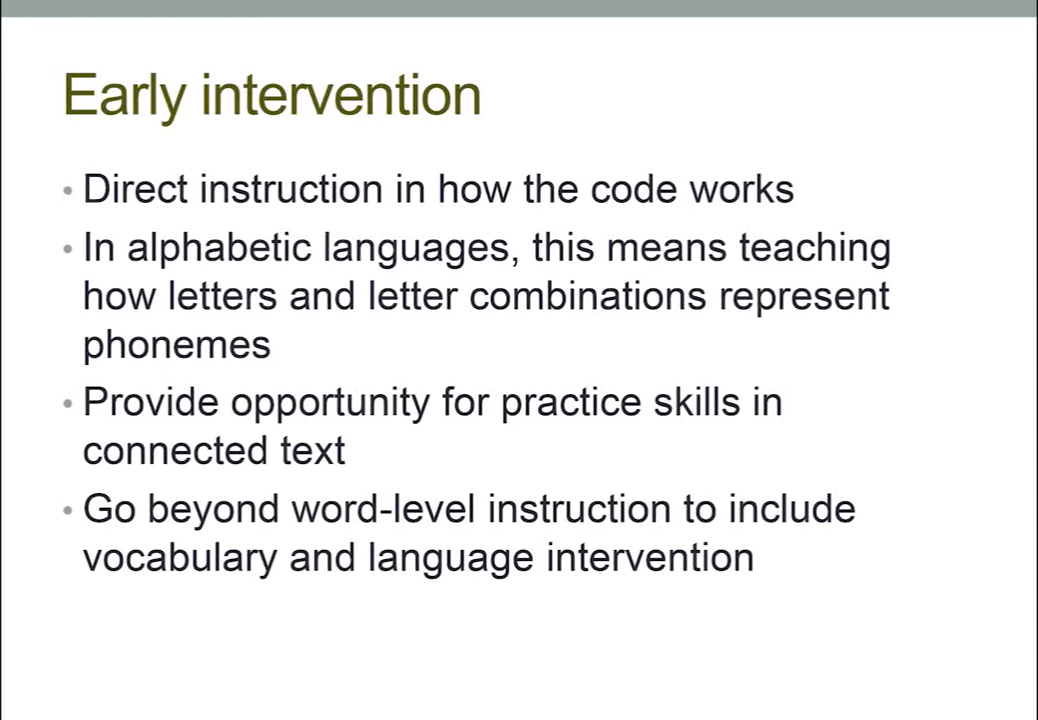 Early intervention
• Direct instruction in how the code works
• In alphabetic languages, this means teaching
how letters and letter combinations represent
phonemes
• Provide opportunity for practice skills in
connected text
• Go beyond word-level instruction to include
vocabulary and language intervention